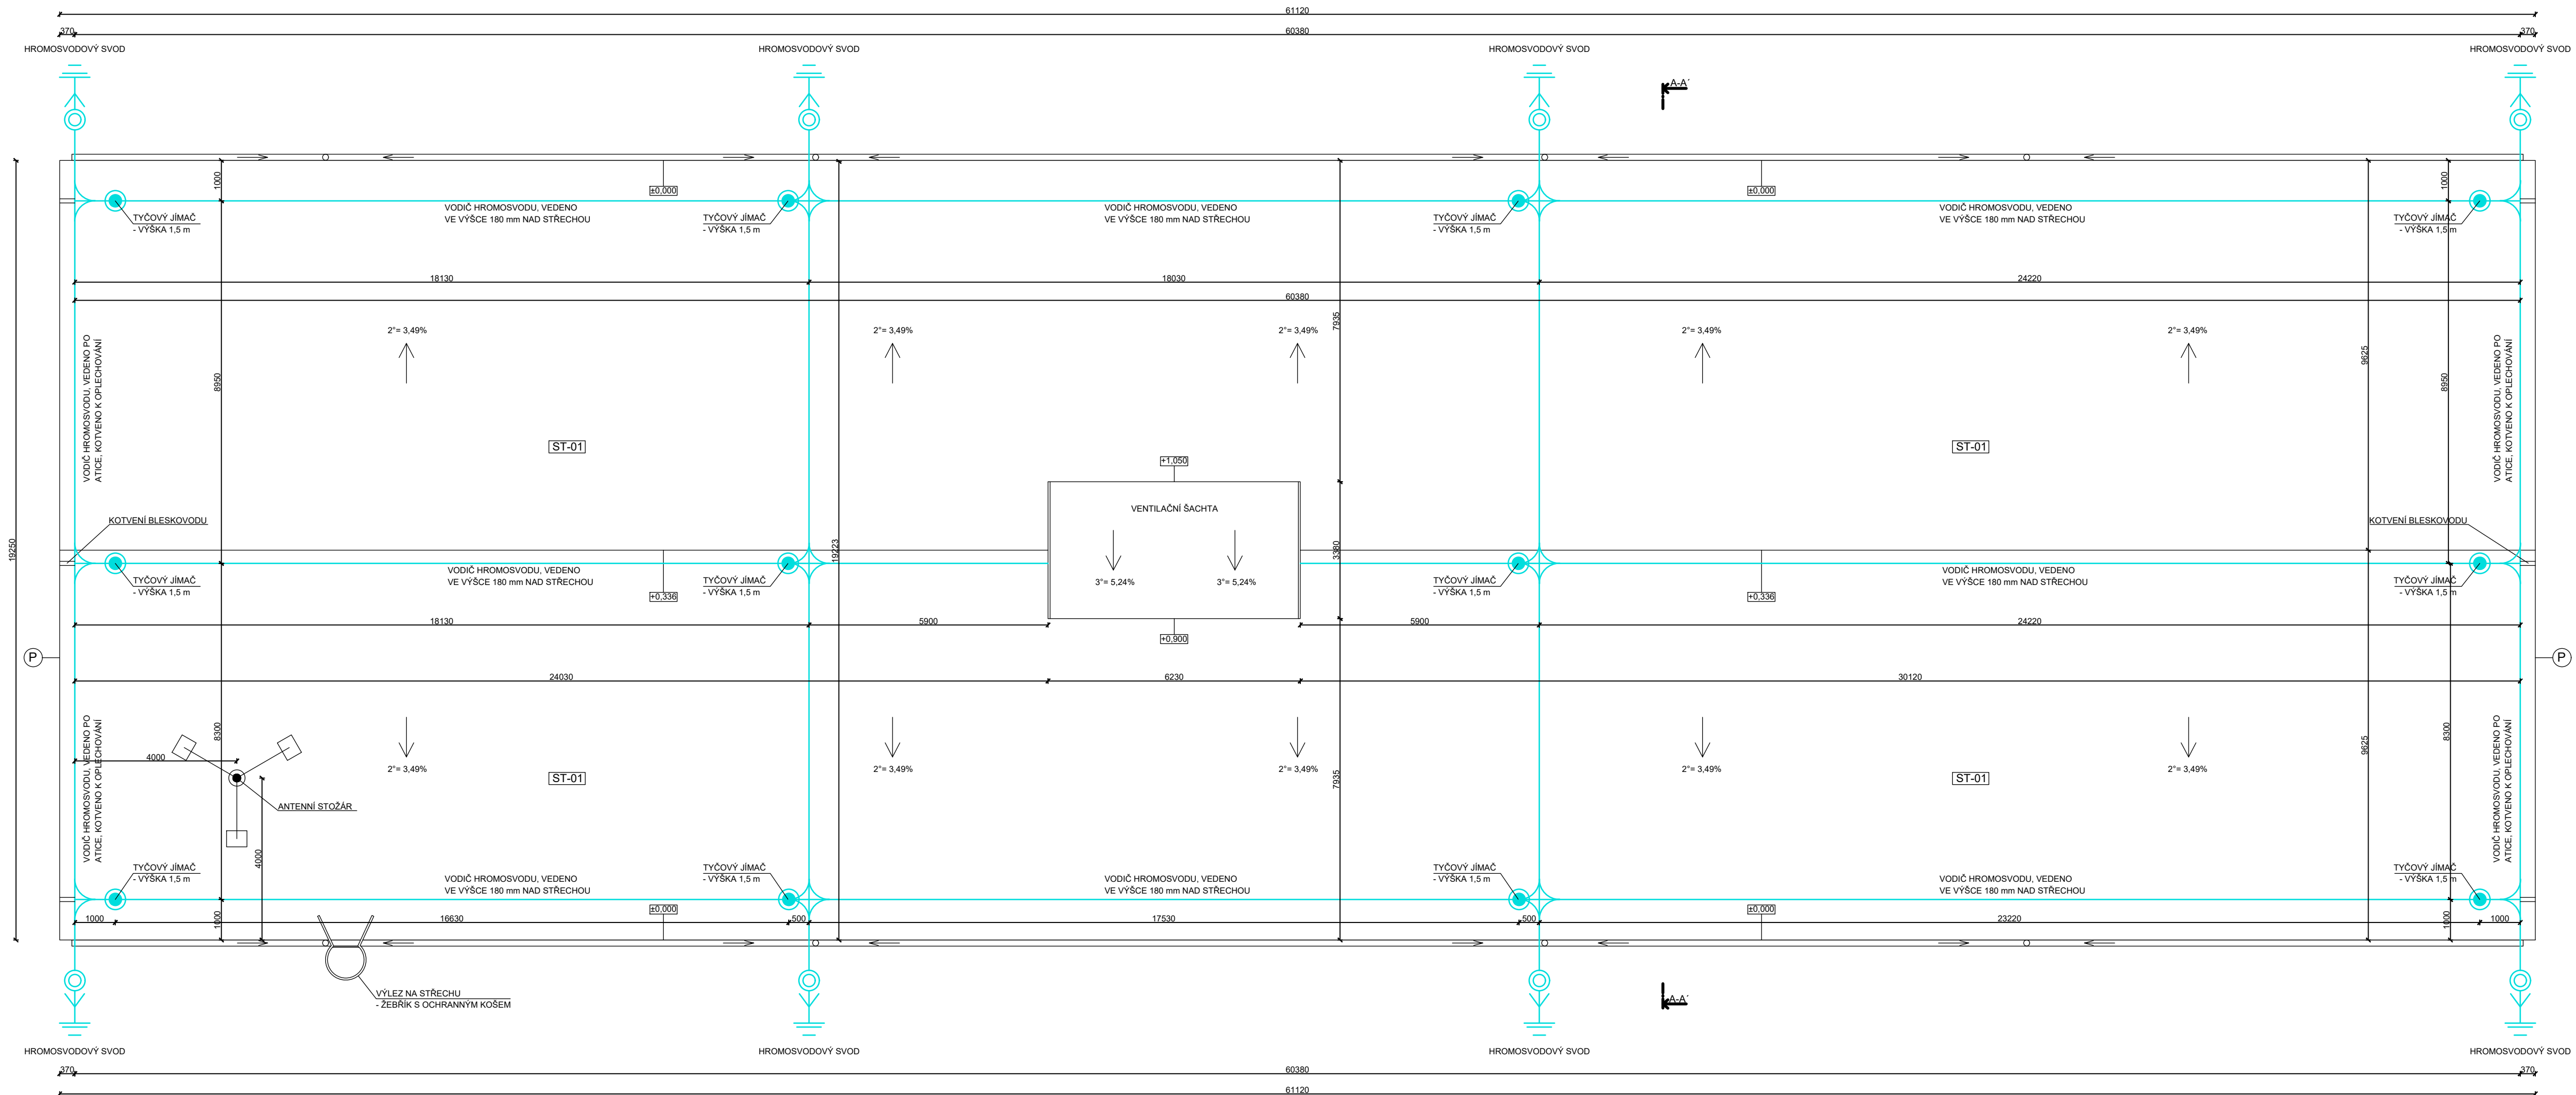 61120
370
60380
370
HROMOSVODOVÝ SVOD
HROMOSVODOVÝ SVOD
HROMOSVODOVÝ SVOD
HROMOSVODOVÝ SVOD
A-A´
1000
±0,000
±0,000
1000
TYČOVÝ JÍMAČ
- VÝŠKA 1,5 m
VODIČ HROMOSVODU, VEDENO
VE VÝŠCE 180 mm NAD STŘECHOU
TYČOVÝ JÍMAČ
- VÝŠKA 1,5 m
VODIČ HROMOSVODU, VEDENO
VE VÝŠCE 180 mm NAD STŘECHOU
TYČOVÝ JÍMAČ
- VÝŠKA 1,5 m
VODIČ HROMOSVODU, VEDENO
VE VÝŠCE 180 mm NAD STŘECHOU
TYČOVÝ JÍMAČ
- VÝŠKA 1,5 m
18130
18030
24220
60380
2°= 3,49%
2°= 3,49%
2°= 3,49%
2°= 3,49%
2°= 3,49%
7935
9625
8950
8950
VODIČ HROMOSVODU, VEDENO PO
ATICE, KOTVENO K OPLECHOVÁNÍ
VODIČ HROMOSVODU, VEDENO PO
ATICE, KOTVENO K OPLECHOVÁNÍ
ST-01
ST-01
+1,050
VENTILAČNÍ ŠACHTA
KOTVENÍ BLESKOVODU
KOTVENÍ BLESKOVODU
19250
19223
3380
3°= 5,24%
3°= 5,24%
TYČOVÝ JÍMAČ
- VÝŠKA 1,5 m
VODIČ HROMOSVODU, VEDENO
VE VÝŠCE 180 mm NAD STŘECHOU
+0,336
TYČOVÝ JÍMAČ
- VÝŠKA 1,5 m
TYČOVÝ JÍMAČ
- VÝŠKA 1,5 m
+0,336
VODIČ HROMOSVODU, VEDENO
VE VÝŠCE 180 mm NAD STŘECHOU
TYČOVÝ JÍMAČ
- VÝŠKA 1,5 m
18130
5900
+0,900
5900
24220
P
P
24030
6230
30120
VODIČ HROMOSVODU, VEDENO PO
ATICE, KOTVENO K OPLECHOVÁNÍ
VODIČ HROMOSVODU, VEDENO PO
ATICE, KOTVENO K OPLECHOVÁNÍ
8300
9625
8300
4000
2°= 3,49%
2°= 3,49%
2°= 3,49%
2°= 3,49%
2°= 3,49%
7935
ST-01
ST-01
ANTENNÍ STOŽÁR
4000
TYČOVÝ JÍMAČ
- VÝŠKA 1,5 m
VODIČ HROMOSVODU, VEDENO
VE VÝŠCE 180 mm NAD STŘECHOU
TYČOVÝ JÍMAČ
- VÝŠKA 1,5 m
VODIČ HROMOSVODU, VEDENO
VE VÝŠCE 180 mm NAD STŘECHOU
TYČOVÝ JÍMAČ
- VÝŠKA 1,5 m
VODIČ HROMOSVODU, VEDENO
VE VÝŠCE 180 mm NAD STŘECHOU
TYČOVÝ JÍMAČ
- VÝŠKA 1,5 m
±0,000
±0,000
1000
1000
16630
500
17530
500
23220
1000
1000
VÝLEZ NA STŘECHU
- ŽEBŘÍK S OCHRANNÝM KOŠEM
A-A´
HROMOSVODOVÝ SVOD
HROMOSVODOVÝ SVOD
HROMOSVODOVÝ SVOD
HROMOSVODOVÝ SVOD
370
60380
370
61120